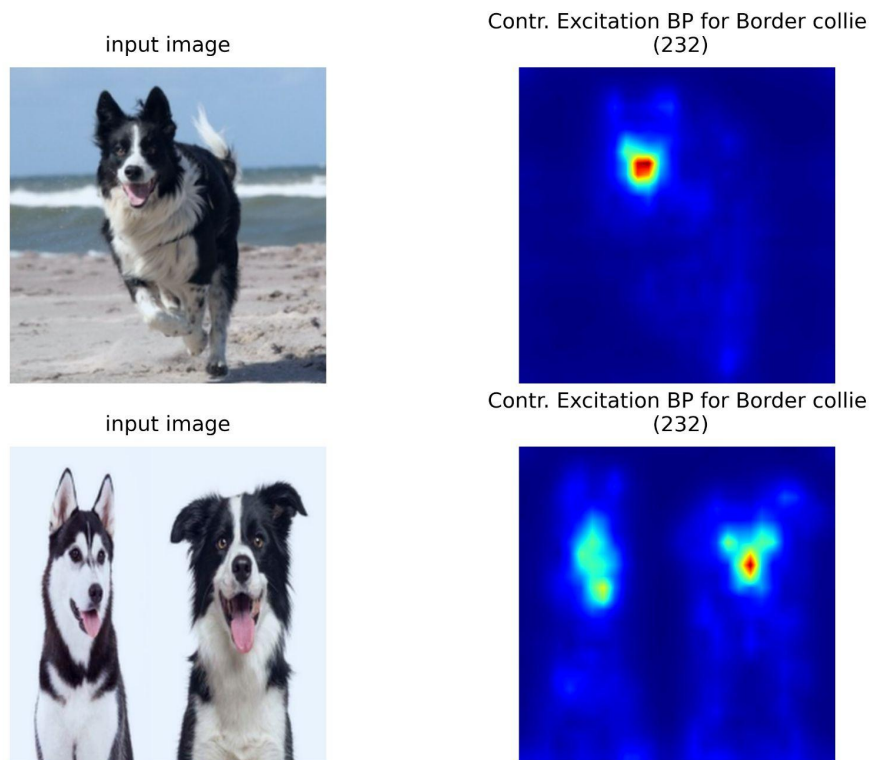 input image
Contr. Excitation BP for Border collie
(232)
input image
Contr. Excitation BP for Border collie
(232)